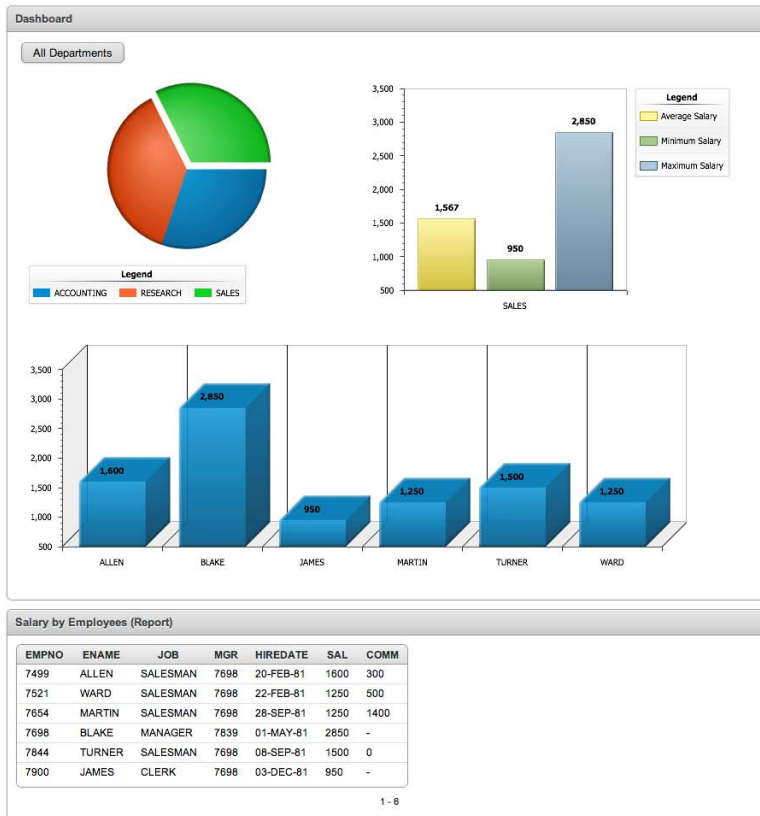 Dashboard
All Departments
Legend
ACCOUNTING RESEARCH SALES
3,500
3,000
2,500
2,000
1,500
1,000
500
1,567
950
2,850
SALES
Legend
Average Salary
Minimum Salary
Maximum Salary
3,500
3,000
2,500
2,000
1,500
1,000
500
1,600
2,850
950
1,250
1,500
1,250
ALLEN BLAKE JAMES MARTIN TURNER WARD
Salary by Employees (Report)
EMPNO ENAME JOB MGR HIREDATE SAL COMM
7499 ALLEN SALESMAN 7698 20-FEB-81 1600 300
7521 WARD SALESMAN 7698 22-FEB-81 1250 500
7654 MARTIN SALESMAN 7698 28-SEP-81 1250 1400
7698 BLAKE MANAGER 7839 01-MAY-81 2850 -
7844 TURNER SALESMAN 7698 08-SEP-81 1500 0
7900 JAMES CLERK 7698 03-DEC-81 950 -
1 - 6